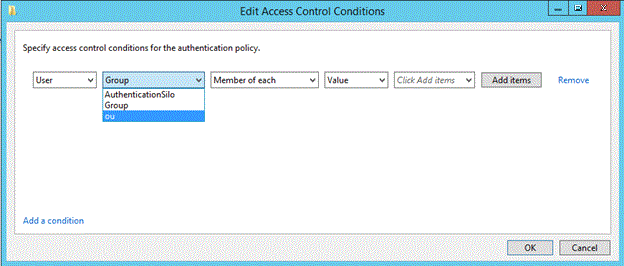 Edit Access Control Conditions
Specify access control conditions for the authentication policy.
User Group Member of each Value Click Add items Add items Remove
AuthenticationSilo
Group
ou
Add a condition
OK Cancel